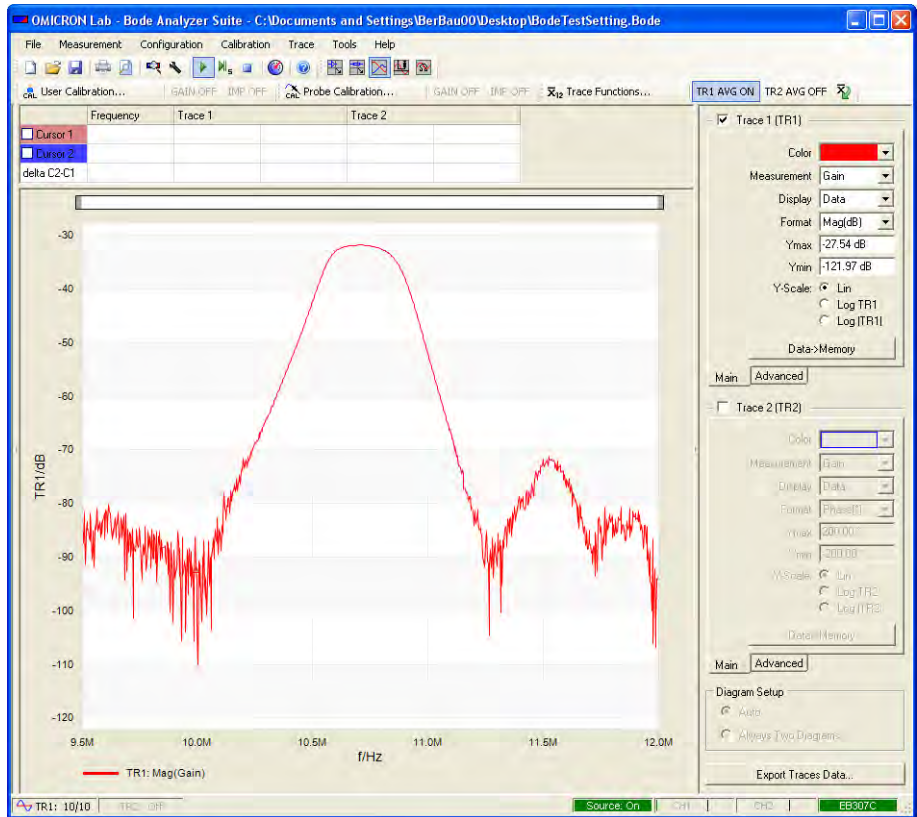 OMICRON Lab - Bode Analyzer Suite - C:\Documents and Settings\BerBau00\Desktop\BodeTestSetting.Bode
File Measurement Configuration Calibration Trace Tools Help
CAL User Calibration... GAIN OFF IMP OFF CAL Probe Calibration... GAIN OFF IMP OFF X12 Trace Functions... TR1 AVG ON TR2 AVG OFF
Frequency Trace 1 Trace 2
Cursor 1
Cursor 2
delta C2-C1
-30
-40
-50
-60
-70
-80
-90
-100
-110
-120
TR1/dB
9.5M 10.0M 10.5M 11.0M 11.5M 12.0M
f/Hz
TR1: Mag(Gain)
Trace 1 (TR1)
Color
Measurement Gain
Display Data
Format Mag(dB)
Ymax -27.54 dB
Ymin -121.97 dB
Y-Scale: Lin
Log TR1
Log |TR1|
Data->Memory
Main Advanced
Trace 2 (TR2)
Color
Measurement Gain
Display Data
Format Phase(°)
Ymax 200.00
Ymin -200.00
Y-Scale: Lin
Log TR2
Log |TR2|
Data->Memory
Main Advanced
Diagram Setup
Auto
Always Two Diagrams
Export Traces Data...
TR1: 10/10 TR2: Off Source: On CH1 CH2 EB307C